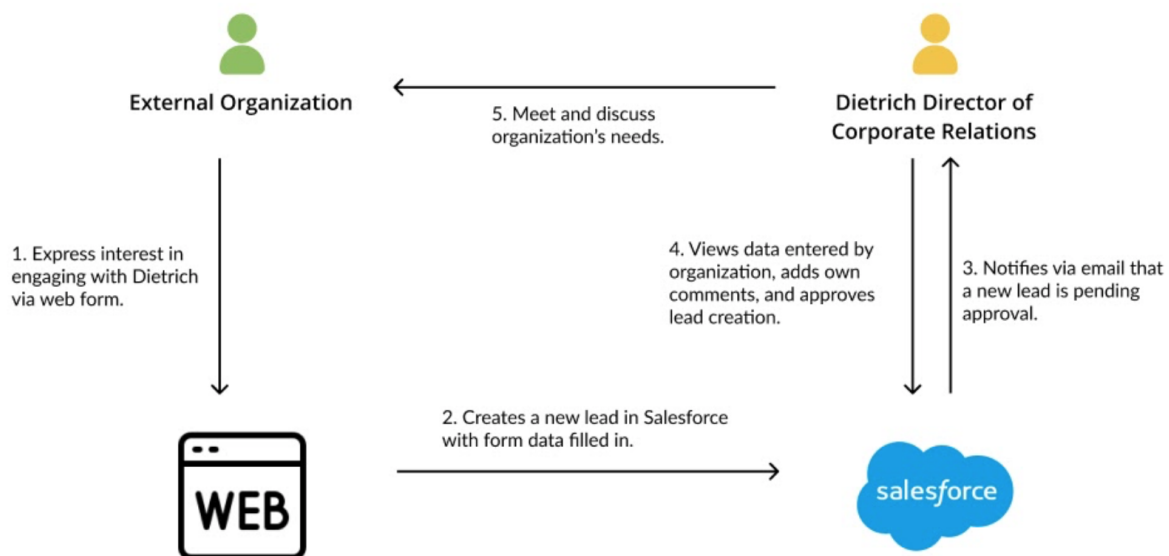 External Organization
Dietrich Director of
Corporate Relations
5. Meet and discuss
organization's needs.
1. Express interest in
engaging with Dietrich
via web form.
4. Views data entered by
organization, adds own
comments, and approves
lead creation.
3. Notifies via email that
a new lead is pending
approval.
2. Creates a new lead in Salesforce
with form data filled in.
WEB
salesforce